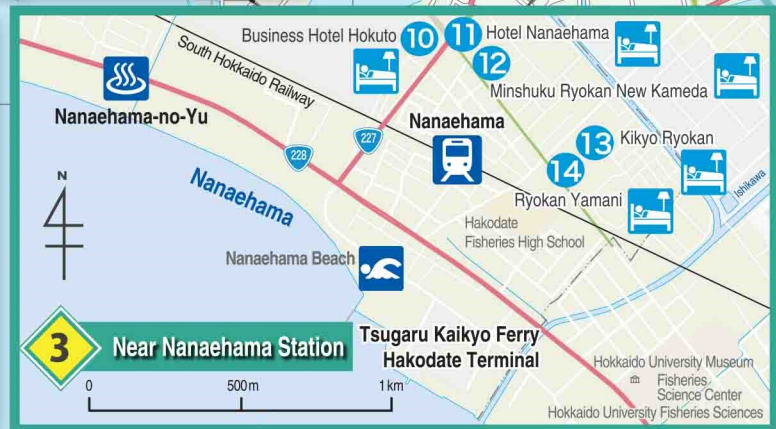 Business Hotel Hokuto
10
11
Hotel Nanaehama
12
South Hokkaido Railway
Minshuku Ryokan New Kameda
Nanaehama-no-Yu
Nanaehama
227
13
Kikyo Ryokan
228
14
Ryokan Yamani
Ishikawa
Nanaehama
N
Hakodate
Fisheries High School
Nanaehama Beach
3
Near Nanaehama Station
Tsugaru Kaikyo Ferry
Hakodate Terminal
0
500m
1km
Hokkaido University Museum
Fisheries
Science Center
Hokkaido University Fisheries Sciences